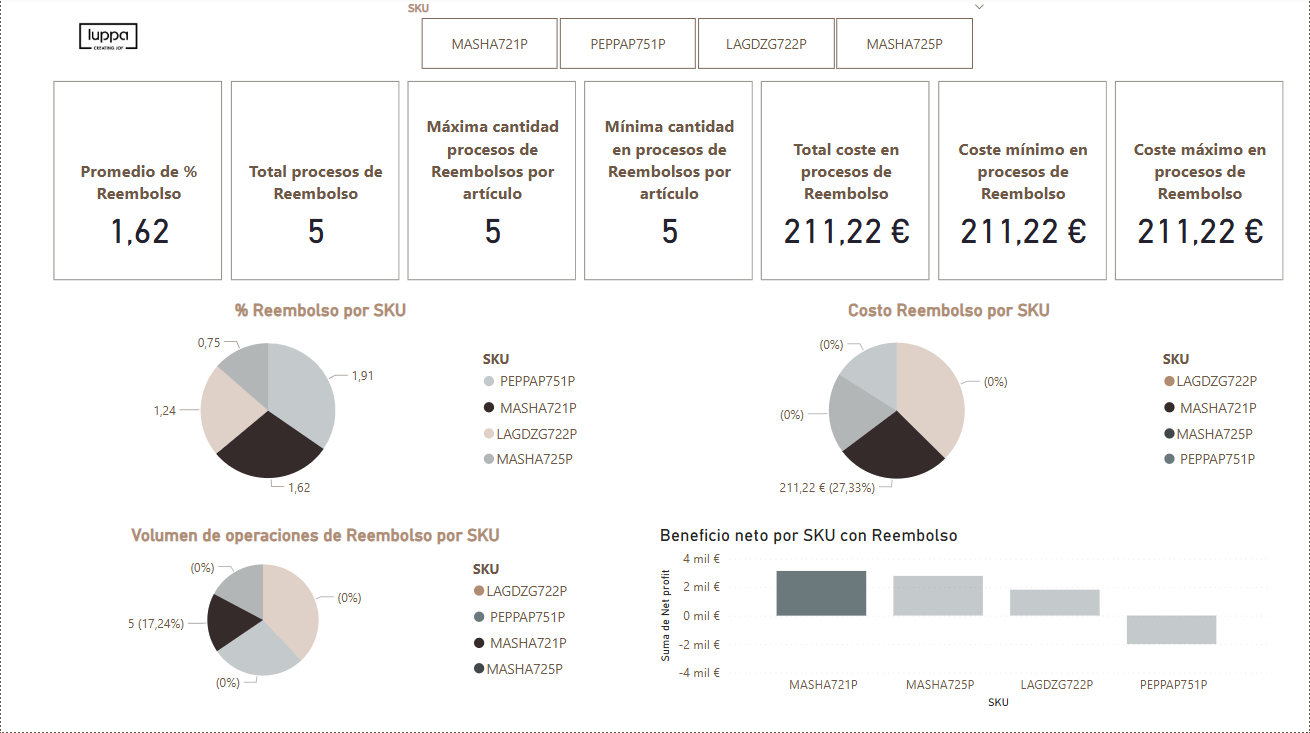 SKU
luppa
CREATING JOY
MASHA721P
PEPPAP751P
LAGDZG722P
MASHA725P
Promedio de %
Reembolso
1,62
Total procesos de
Reembolso
5
Máxima cantidad
procesos de
Reembolsos por
artículo
5
Mínima cantidad
en procesos de
Reembolsos por
artículo
5
Total coste en
procesos de
Reembolso
211,22 €
Coste mínimo en
procesos de
Reembolso
211,22 €
Coste máximo en
procesos de
Reembolso
211,22 €
% Reembolso por SKU
0,75
1,91
1,24
1,62
SKU
PEPPAP751P
MASHA721P
LAGDZG722P
MASHA725P
Costo Reembolso por SKU
(0%)
(0%)
(0%)
211,22 € (27,33%)
SKU
LAGDZG722P
MASHA721P
MASHA725P
PEPPAP751P
Volumen de operaciones de Reembolso por SKU
(0%)
(0%)
5 (17,24%)
(0%)
SKU
LAGDZG722P
PEPPAP751P
MASHA721P
MASHA725P
Beneficio neto por SKU con Reembolso
Suma de Net profit
4 mil €
2 mil €
0 mil €
-2 mil €
-4 mil €
MASHA721P
MASHA725P
LAGDZG722P
PEPPAP751P
SKU